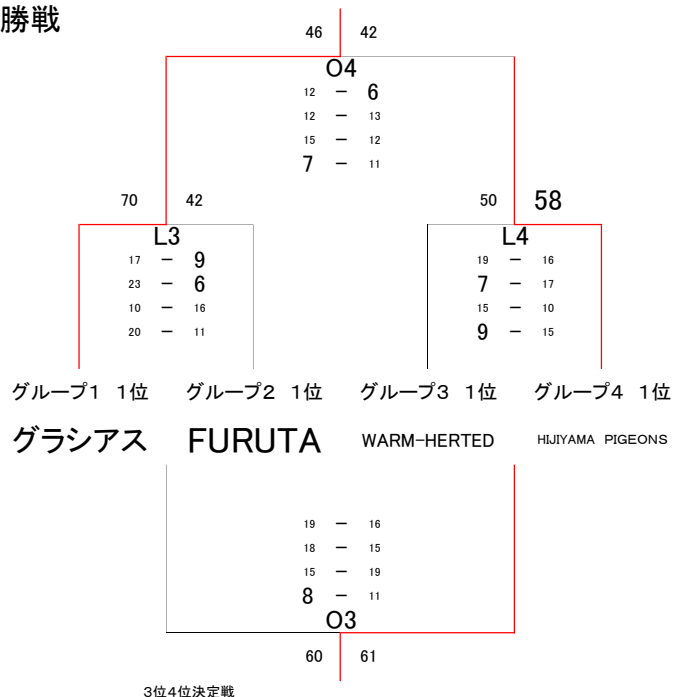 勝戦
46 42
O4
12 － 6
12 － 13
15 － 12
7 － 11
70 42 50 58
L3 L4
17 － 9 19 － 16
23 － 6 7 － 17
10 － 16 15 － 10
20 － 11 9 － 15
グループ1　1位 グループ2　1位 グループ3　1位 グループ4　1位
グラシアス FURUTA WARM-HERTED HIJIYAMA PIGEONS
19 － 16
18 － 15
15 － 19
8 － 11
O3
60 61
3位4位決定戦